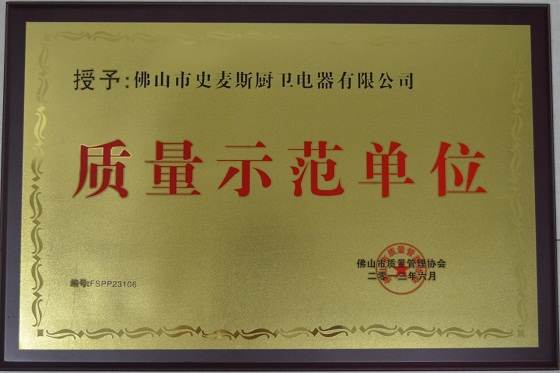 授予:佛山市史麦斯厨卫电器有限公司
质量示范单位
佛山市质量管理协会
二零一三年六月
编号:FSPP23106